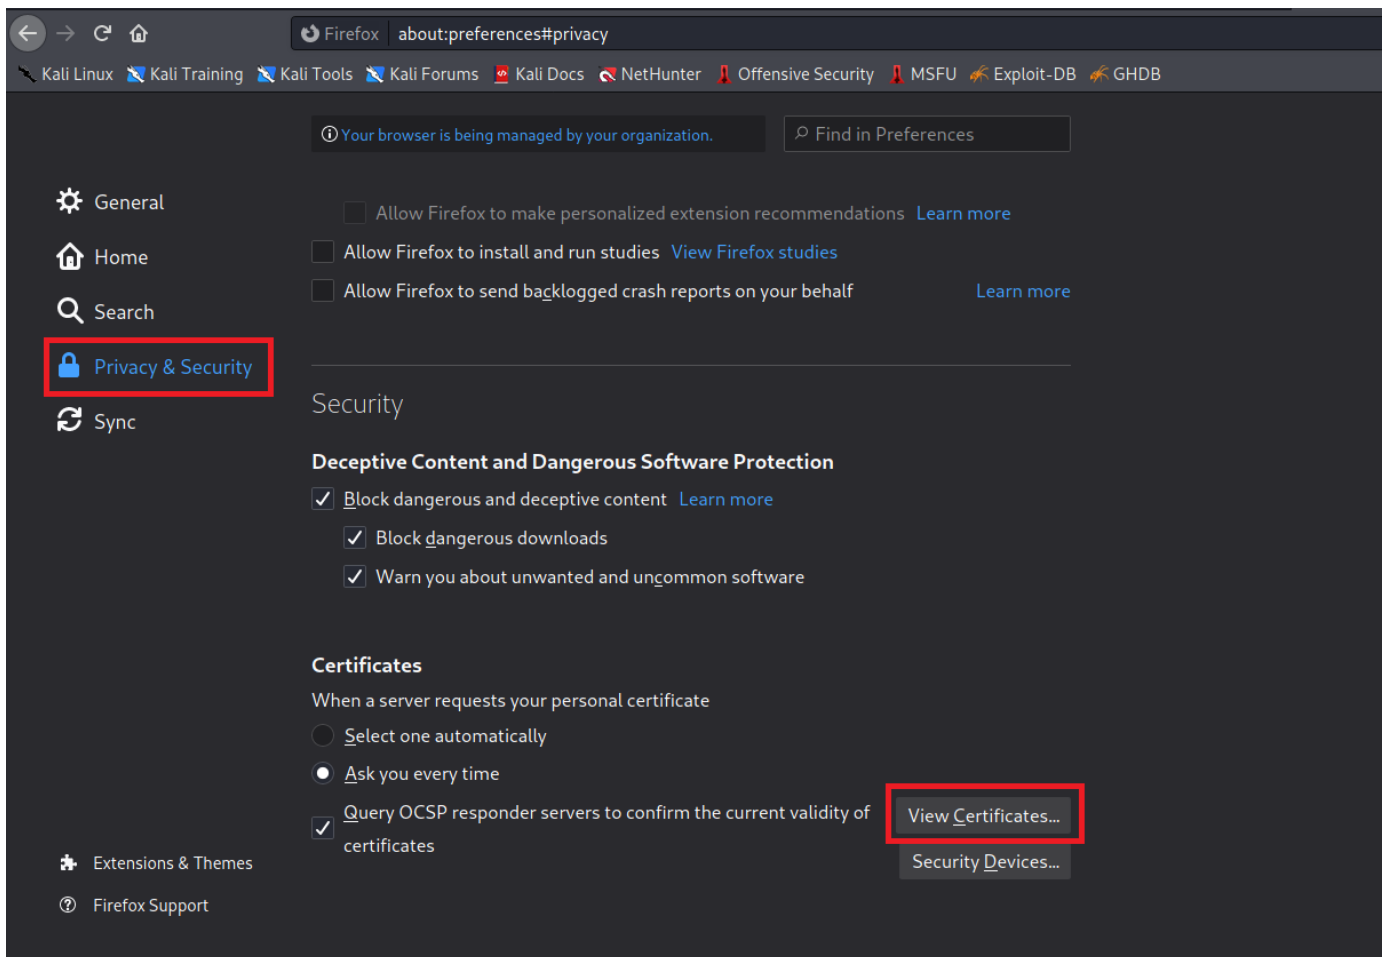 Firefox about:preferences#privacy
Kali Linux Kali Training Kali Tools Kali Forums Kali Docs NetHunter Offensive Security MSFU Exploit-DB GHDB
Your browser is being managed by your organization.
Find in Preferences
General
Home
Search
Privacy & Security
Sync
Extensions & Themes
Firefox Support
Allow Firefox to make personalized extension recommendations Learn more
Allow Firefox to install and run studies View Firefox studies
Allow Firefox to send backlogged crash reports on your behalf Learn more
Security
Deceptive Content and Dangerous Software Protection
Block dangerous and deceptive content Learn more
Block dangerous downloads
Warn you about unwanted and uncommon software
Certificates
When a server requests your personal certificate
Select one automatically
Ask you every time
Query OCSP responder servers to confirm the current validity of
certificates
View Certificates...
Security Devices...